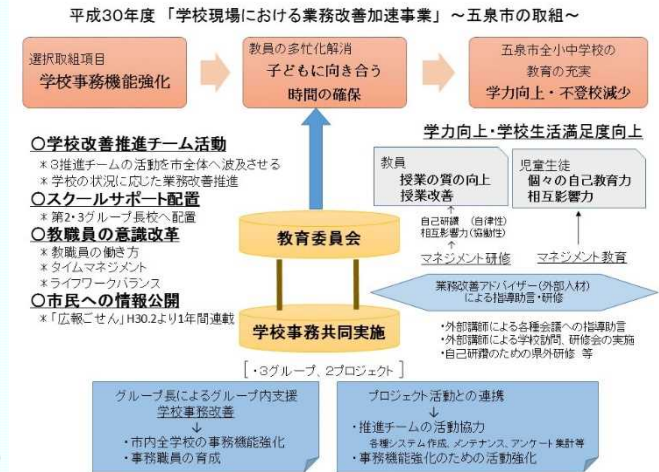 平成30年度 「学校現場における業務改善加速事業」 ～五泉市の取組～
選択取組項目
学校事務機能強化
教員の多忙化解消
子どもに向き合う
時間の確保
五泉市全小中学校の
教育の充実
学力向上・不登校減少
○学校改善推進チーム活動
＊3推進チームの活動を市全体へ波及させる
＊学校の状況に応じた業務改善推進
○スクールサポート配置
＊第2・3グループ長校へ配置
○教職員の意識改革
＊教職員の働き方
＊タイムマネジメント
＊ライフワークバランス
○市民への情報公開
＊「広報ごせん」H30.2より1年間連載
教育委員会
学校事務共同実施
[ ・3グループ、2プロジェクト ]
学力向上・学校生活満足度向上
教員
授業の質の向上
授業改善
児童生徒
個々の自己教育力
相互影響力
自己研鑽 (自律性)
相互影響力(協働性)
↑
マネジメント研修
↑
マネジメント教育
業務改善アドバイザー(外部人材)
による指導助言・研修
・外部講師による各種会議への指導助言
・外部講師による学校訪問、研修会の実施
・自己研鑽のための県外研修 等
グループ長によるグループ内支援
学校事務改善
↓
・市内全学校の事務機能強化
・事務職員の育成
プロジェクト活動との連携
↓
・推進チームの活動協力
各種システム作成、メンテナンス、アンケート集計等
・事務機能強化のための活動強化